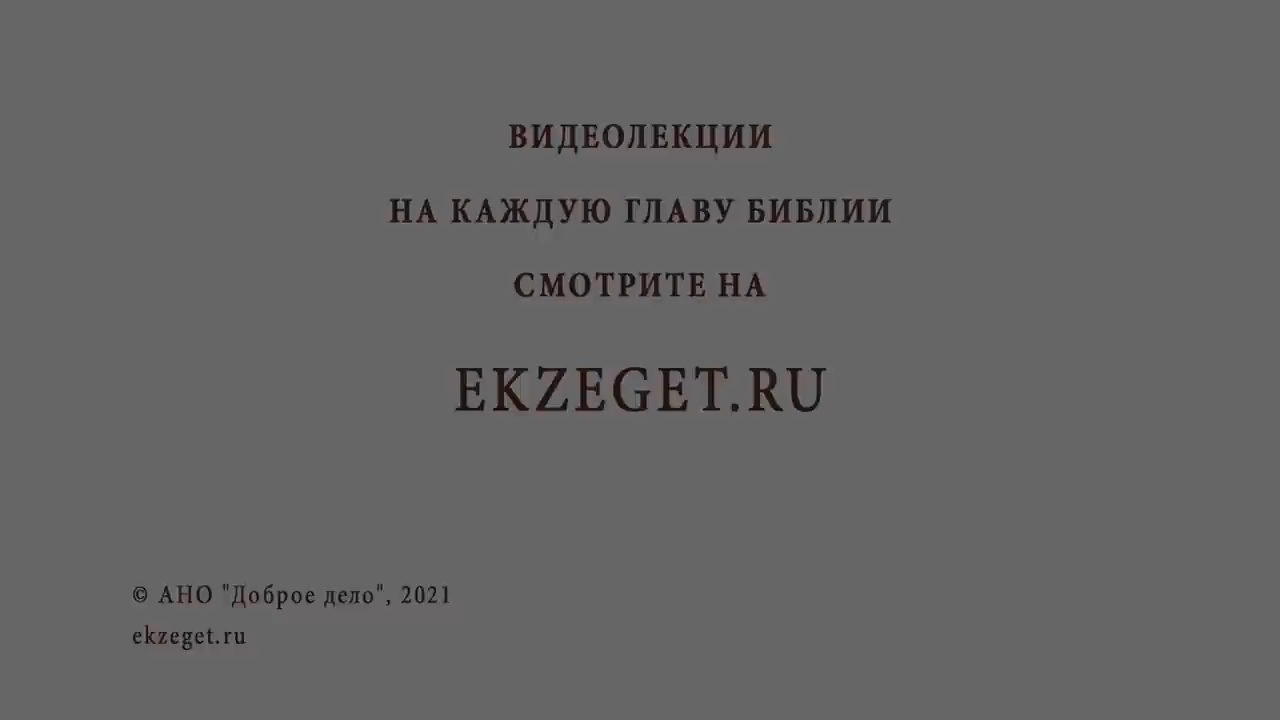 ВИДЕОЛЕКЦИИ
НА КАЖДУЮ ГЛАВУ БИБЛИИ
СМОТРИТЕ НА
EKZEGET.RU
© АНО "Доброе дело", 2021
ekzeget.ru